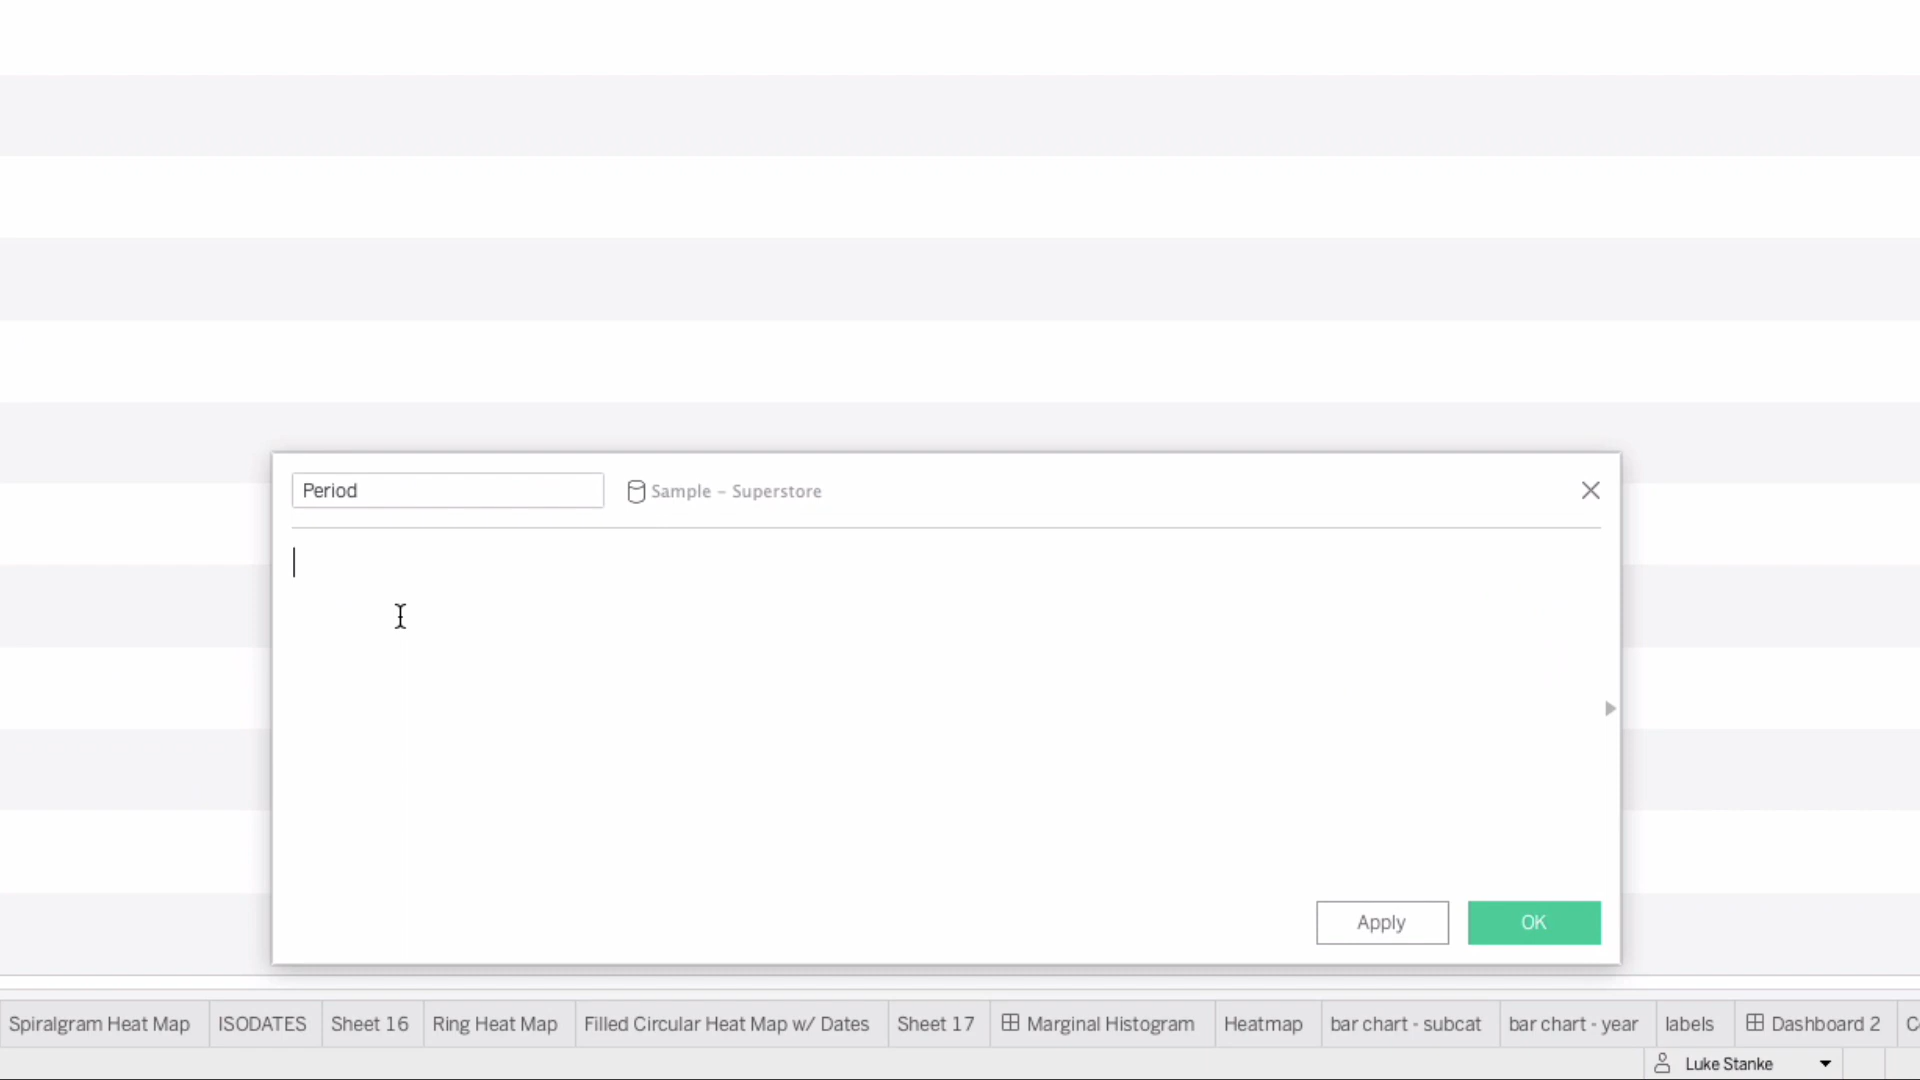 Period
Sample – Superstore
Apply
OK
Spiralgram Heat Map
ISODATES
Sheet 16
Ring Heat Map
Filled Circular Heat Map w/ Dates
Sheet 17
Marginal Histogram
Heatmap
bar chart - subcat
bar chart - year
labels
Dashboard 2
Luke Stanke